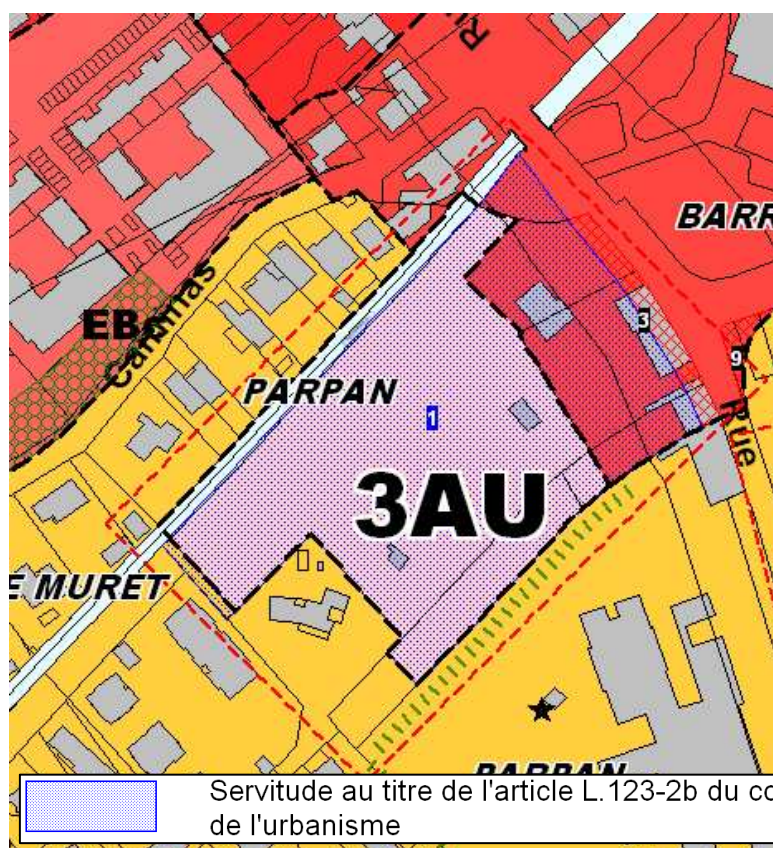 BARR
EB
Canimas
PARPAN
3
9
1
Rue
3AU
E MURET
PARPAN
Servitude au titre de l'article L.123-2b du co
de l'urbanisme